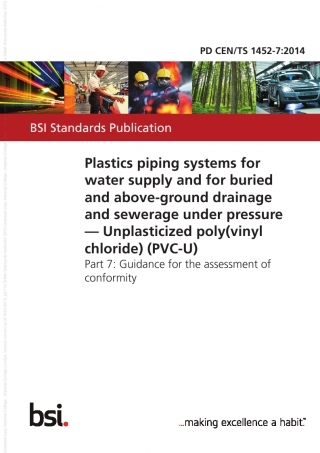 PD CEN/TS 1452-7:2014
BSI Standards Publication
Plastics piping systems for
water supply and for buried
and above-ground drainage
and sewerage under pressure
— Unplasticized poly(vinyl
chloride) (PVC-U)
Part 7: Guidance for the assessment of
conformity
bsi.
...making excellence a habit.™